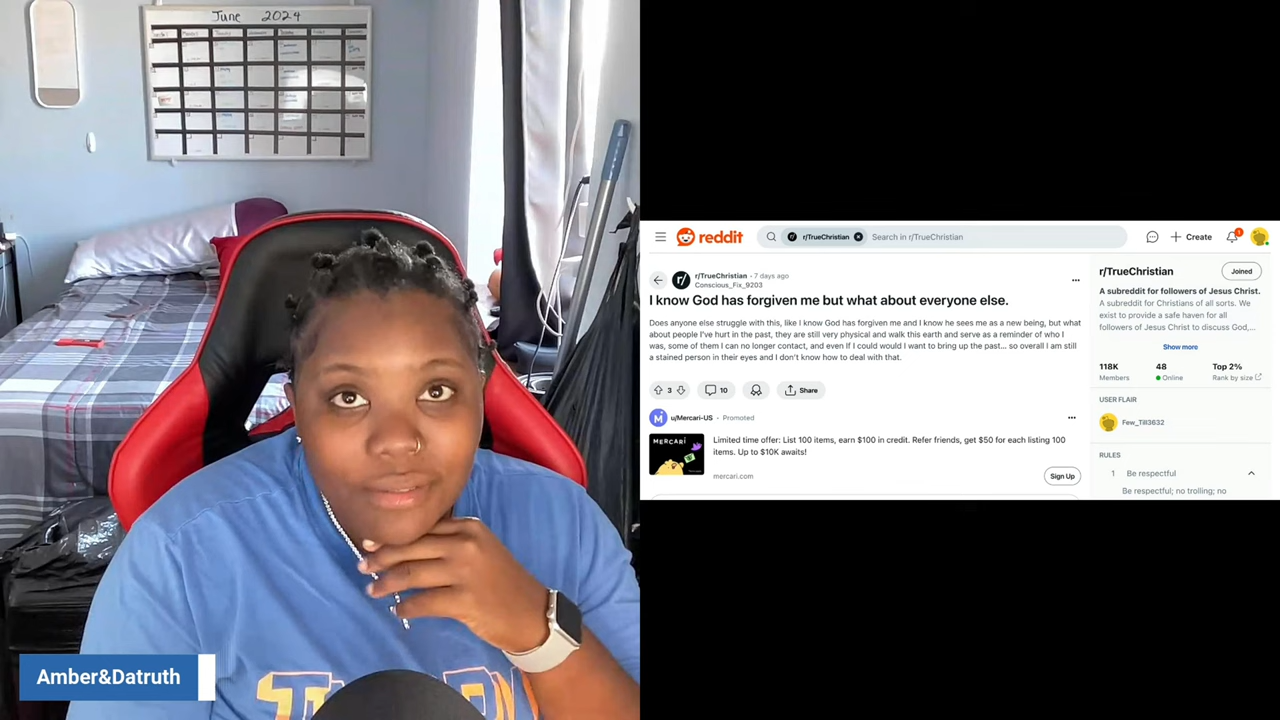 June 2024
Amber&Datruth
reddit
r/TrueChristian
Search in r/TrueChristian
Create
r/TrueChristian • 7 days ago
Conscious_Fix_9203
I know God has forgiven me but what about everyone else.
Does anyone else struggle with this, like I know God has forgiven me and I know he sees me as a new being, but what
about people I've hurt in the past, they are still very physical and walk this earth and serve as a reminder of who I
was, some of them I can no longer contact, and even If I could would I want to bring up the past... so overall I am still
a stained person in their eyes and I don't know how to deal with that.
3
10
Share
u/Mercari-US • Promoted
MERCARI
Limited time offer: List 100 items, earn $100 in credit. Refer friends, get $50 for each listing 100
items. Up to $10K awaits!
mercari.com
Sign Up
r/TrueChristian
Joined
A subreddit for followers of Jesus Christ.
A subreddit for Christians of all sorts. We
exist to provide a safe haven for all
followers of Jesus Christ to discuss God,...
Show more
118K 48 Top 2%
Members Online Rank by size
USER FLAIR
Few_Till3632
RULES
1 Be respectful
Be respectful; no trolling; no